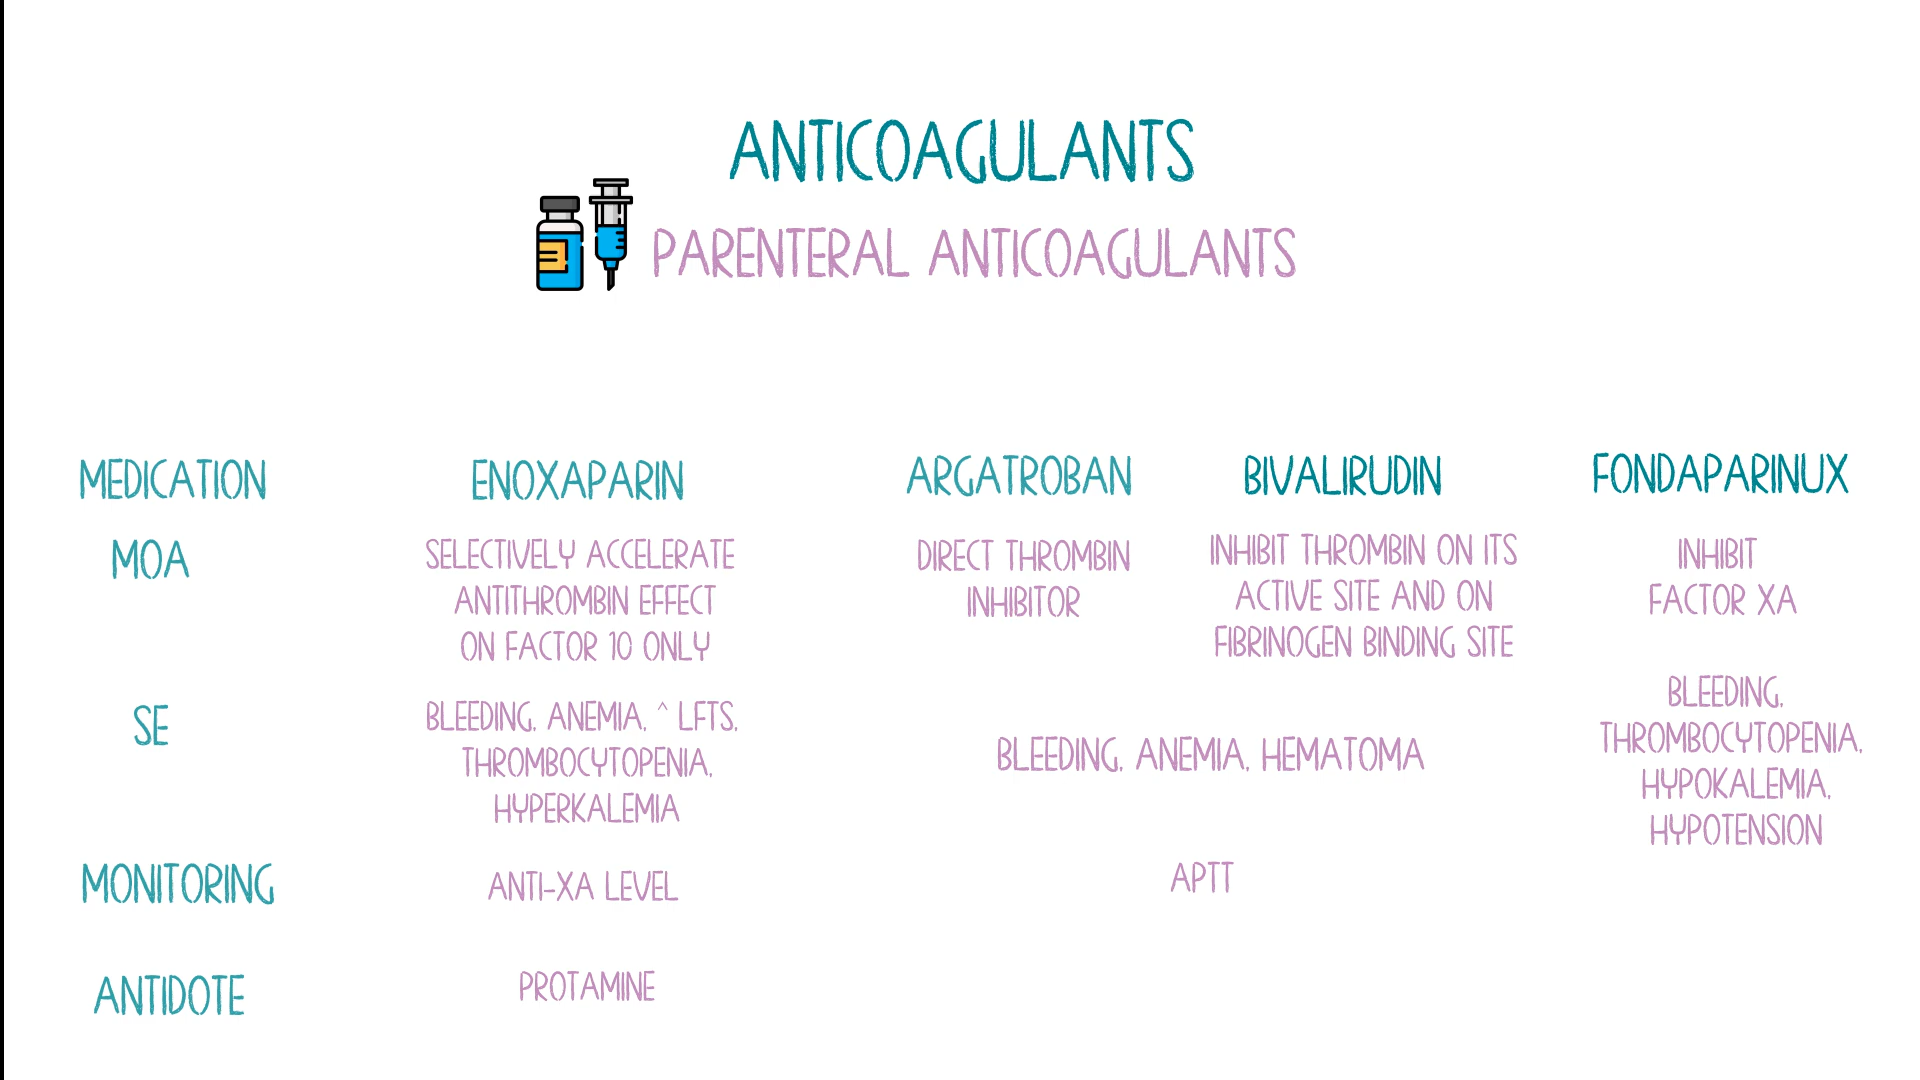 ANTICOAGULANTS
PARENTERAL ANTICOAGULANTS
MEDICATION
ENOXAPARIN
ARGATROBAN
BIVALIRUDIN
FONDAPARINUX
MOA
SELECTIVELY ACCELERATE
ANTITHROMBIN EFFECT
ON FACTOR 10 ONLY
DIRECT THROMBIN
INHIBITOR
INHIBIT THROMBIN ON ITS
ACTIVE SITE AND ON
FIBRINOGEN BINDING SITE
INHIBIT
FACTOR XA
SE
BLEEDING, ANEMIA, ^ LFTS,
THROMBOCYTOPENIA,
HYPERKALEMIA
BLEEDING, ANEMIA, HEMATOMA
BLEEDING,
THROMBOCYTOPENIA,
HYPOKALEMIA,
HYPOTENSION
MONITORING
ANTI-XA LEVEL
APTT
ANTIDOTE
PROTAMINE